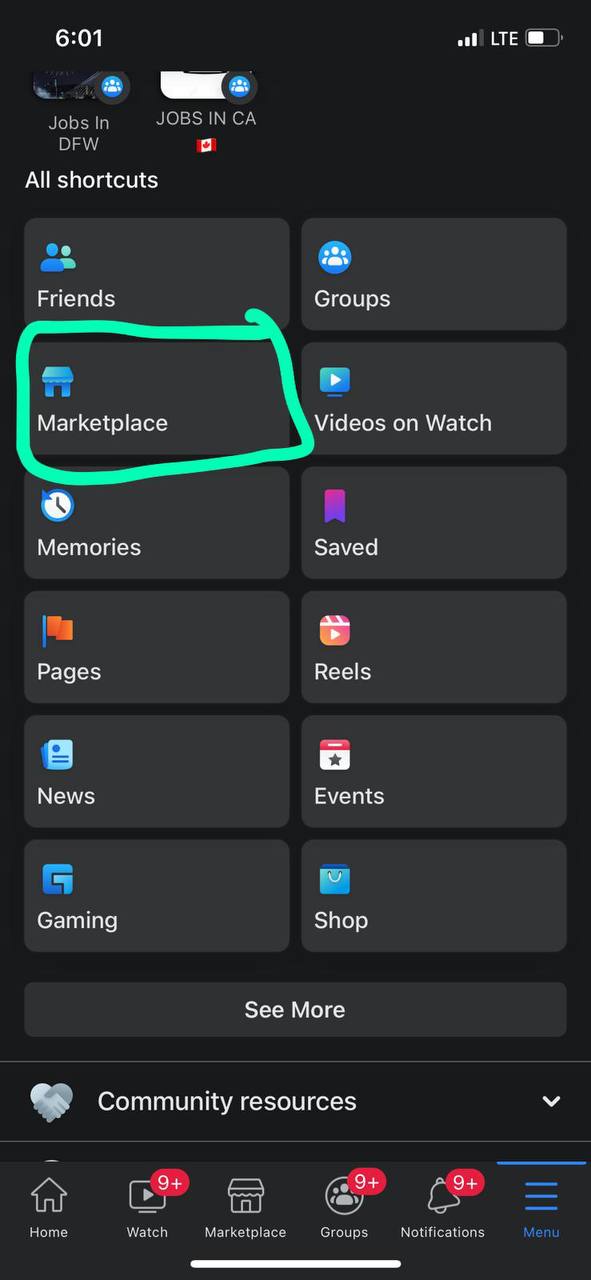 6:01
LTE
Jobs In
DFW
JOBS IN CA
🇨🇦
All shortcuts
Friends
Groups
Marketplace
Videos on Watch
Memories
Saved
Pages
Reels
News
Events
Gaming
Shop
See More
Community resources
9+
9+
9+
Home
Watch
Marketplace
Groups
Notifications
Menu